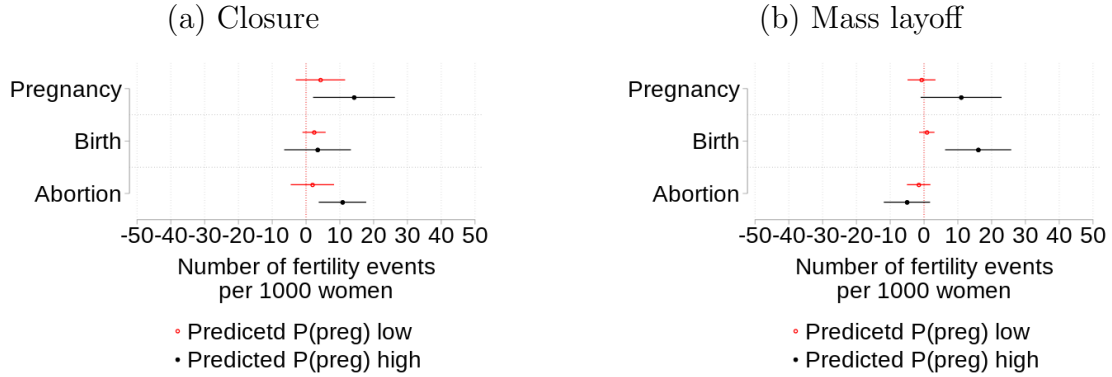 (a) Closure
Pregnancy
Birth
Abortion
-50-40-30-20-10 0 10 20 30 40 50
Number of fertility events
per 1000 women
Predicetd P(preg) low
Predicted P(preg) high
(b) Mass layoff
Pregnancy
Birth
Abortion
-50-40-30-20-10 0 10 20 30 40 50
Number of fertility events
per 1000 women
Predicetd P(preg) low
Predicted P(preg) high